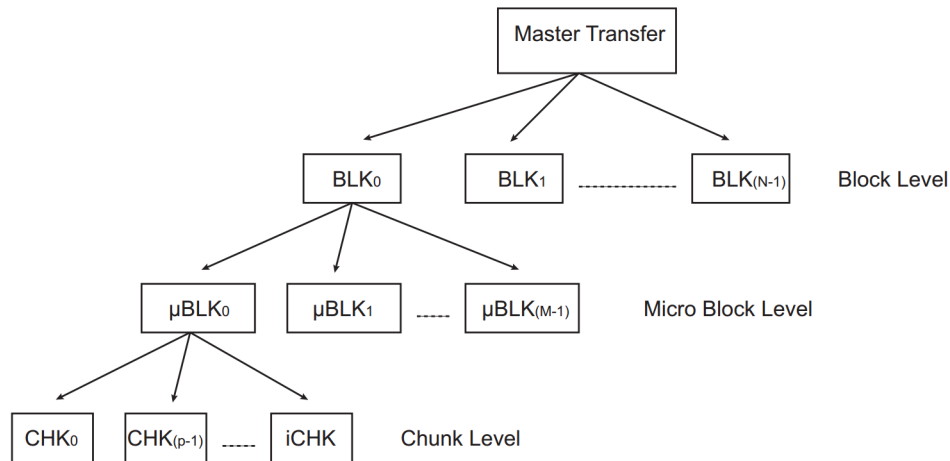 Master Transfer
BLK0 BLK1 BLK(N-1) Block Level
µBLK0 µBLK1 µBLK(M-1) Micro Block Level
CHK0 CHK(p-1) iCHK Chunk Level